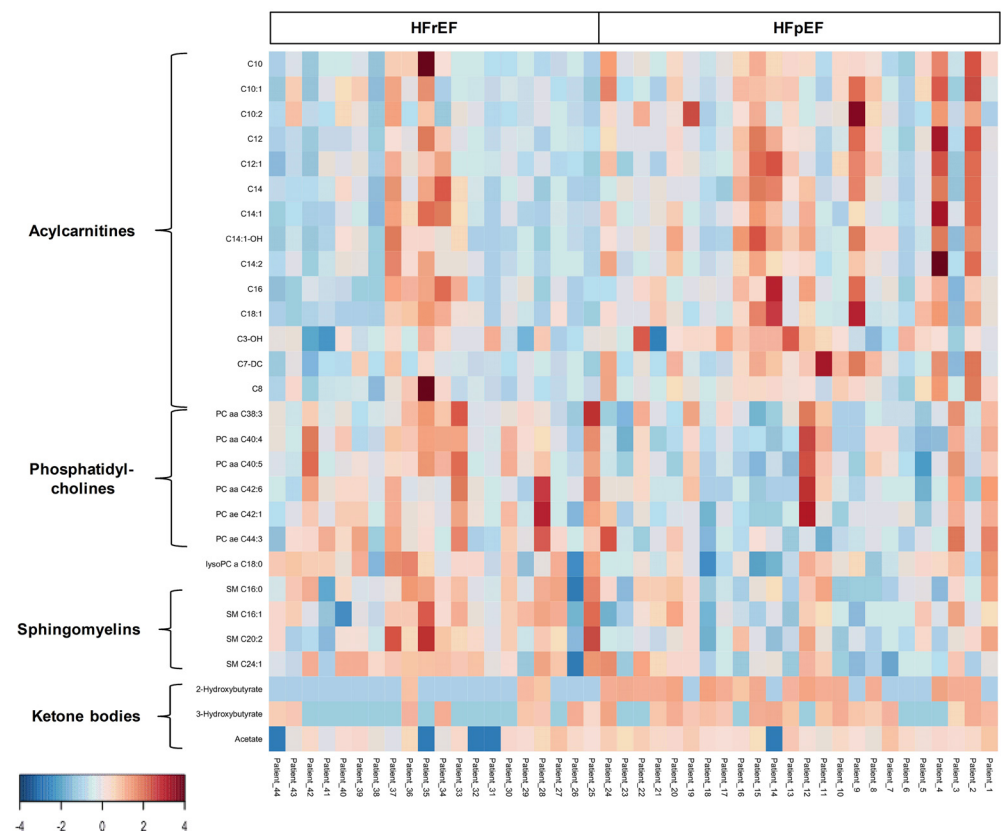 HFrEF HFpEF
C10
C10:1
C10:2
C12
C12:1
C14
C14:1
Acylcarnitines
C14:1-OH
C14:2
C16
C18:1
C3-OH
C7-DC
C8
PC aa C38:3
PC aa C40:4
PC aa C40:5
Phosphatidyl-
cholines
PC aa C42:6
PC ae C42:1
PC ae C44:3
lysoPC a C18:0
SM C16:0
SM C16:1
Sphingomyelins
SM C20:2
SM C24:1
2-Hydroxybutyrate
Ketone bodies
3-Hydroxybutyrate
Acetate
Patient_44
Patient_43
Patient_42
Patient_41
Patient_40
Patient_39
Patient_38
Patient_37
Patient_36
Patient_35
Patient_34
Patient_33
Patient_32
Patient_31
Patient_30
Patient_29
Patient_28
Patient_27
Patient_26
Patient_25
Patient_24
Patient_23
Patient_22
Patient_21
Patient_20
Patient_19
Patient_18
Patient_17
Patient_16
Patient_15
Patient_14
Patient_13
Patient_12
Patient_11
Patient_10
Patient_9
Patient_8
Patient_7
Patient_6
Patient_5
Patient_4
Patient_3
Patient_2
Patient_1
-4 -2 0 2 4